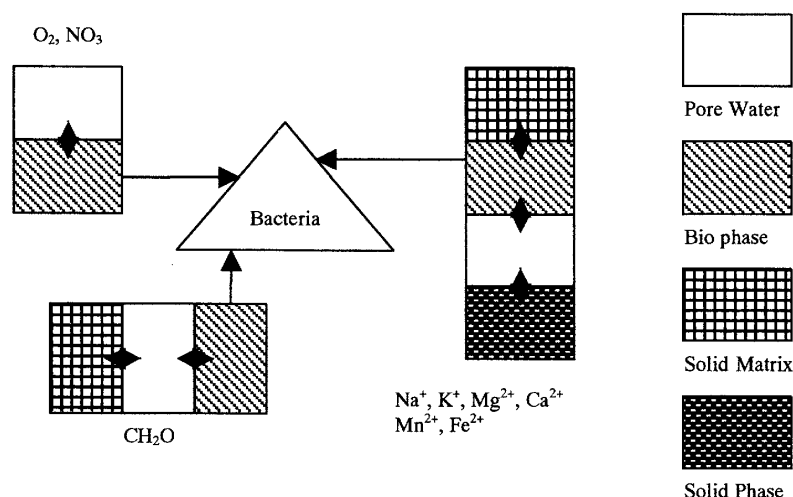 O₂, NO₃
Bacteria
CH₂O
Na⁺, K⁺, Mg²⁺, Ca²⁺
Mn²⁺, Fe²⁺
Pore Water
Bio phase
Solid Matrix
Solid Phase